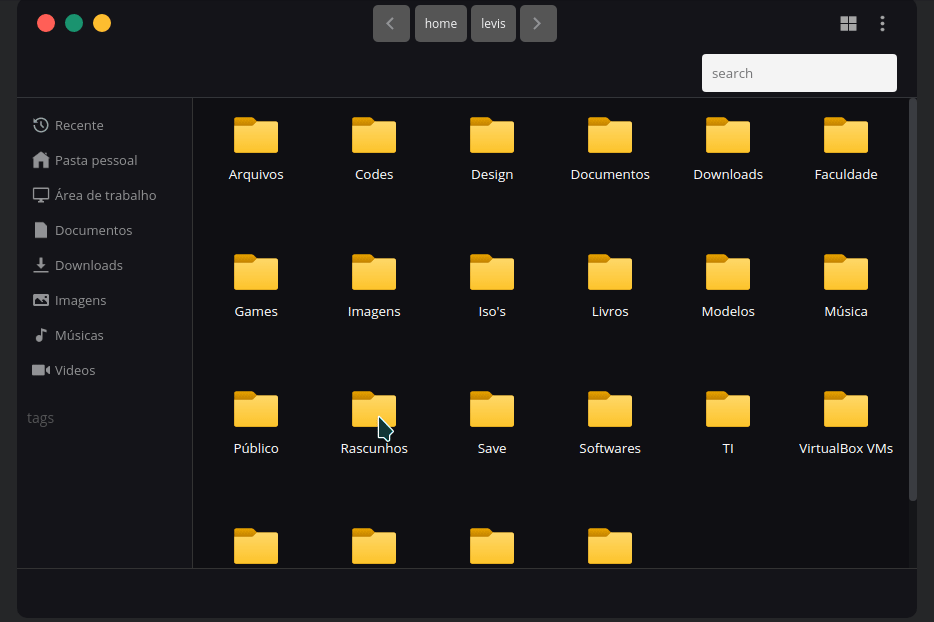 home levis
search
Recente
Pasta pessoal
Área de trabalho
Documentos
Downloads
Imagens
Músicas
Videos
tags
Arquivos Codes Design Documentos Downloads Faculdade
Games Imagens Iso's Livros Modelos Música
Público Rascunhos Save Softwares TI VirtualBox VMs